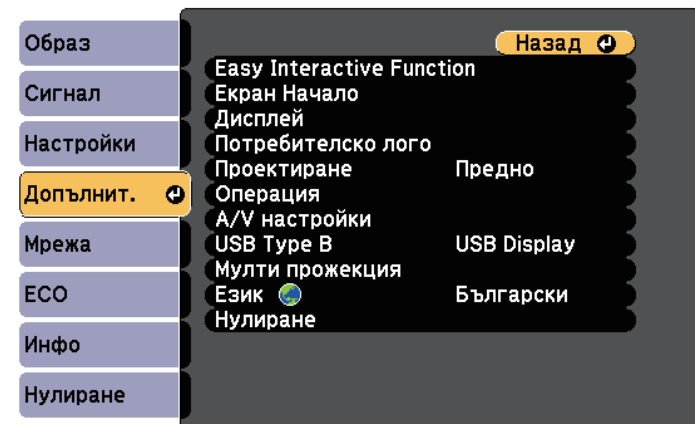 Образ
Сигнал
Настройки
Допълнит.
Мрежа
ECO
Инфо
Нулиране
Назад
Easy Interactive Function
Екран Начало
Дисплей
Потребителско лого
Проектиране Предно
Операция
A/V настройки
USB Type B USB Display
Мулти прожекция
Език Български
Нулиране